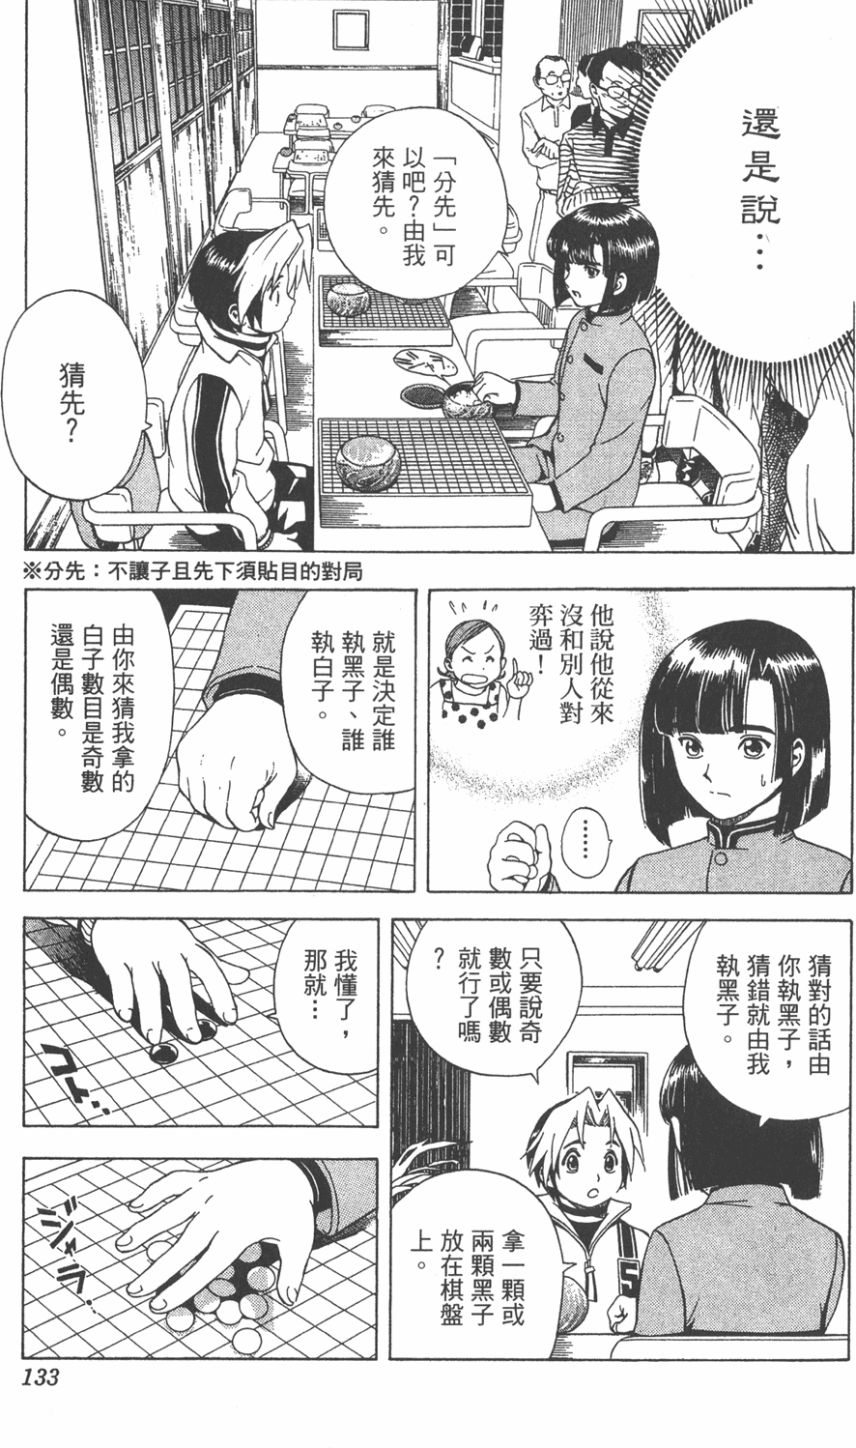 還是說…
「分先」可
以吧？由我
來猜先。
猜先？
※分先：不讓子且先下須貼目的對局
他說他從來
沒和別人對
弈過！
……
就是決定誰
執黑子、誰
執白子。
由你來猜我拿的
白子數目是奇數
還是偶數。
猜對的話由
你執黑子，
猜錯就由我
執黑子。
只要說奇
數或偶數
就行了嗎
？
拿一顆或
兩顆黑子
放在棋盤
上。
我懂了，
那就…
133